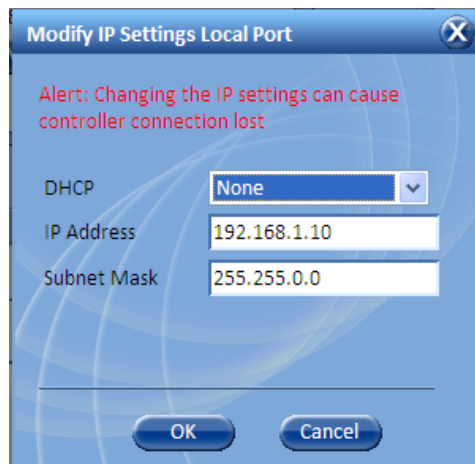 Modify IP Settings Local Port
X
Alert: Changing the IP settings can cause
controller connection lost
DHCP None
IP Address 192.168.1.10
Subnet Mask 255.255.0.0
OK Cancel